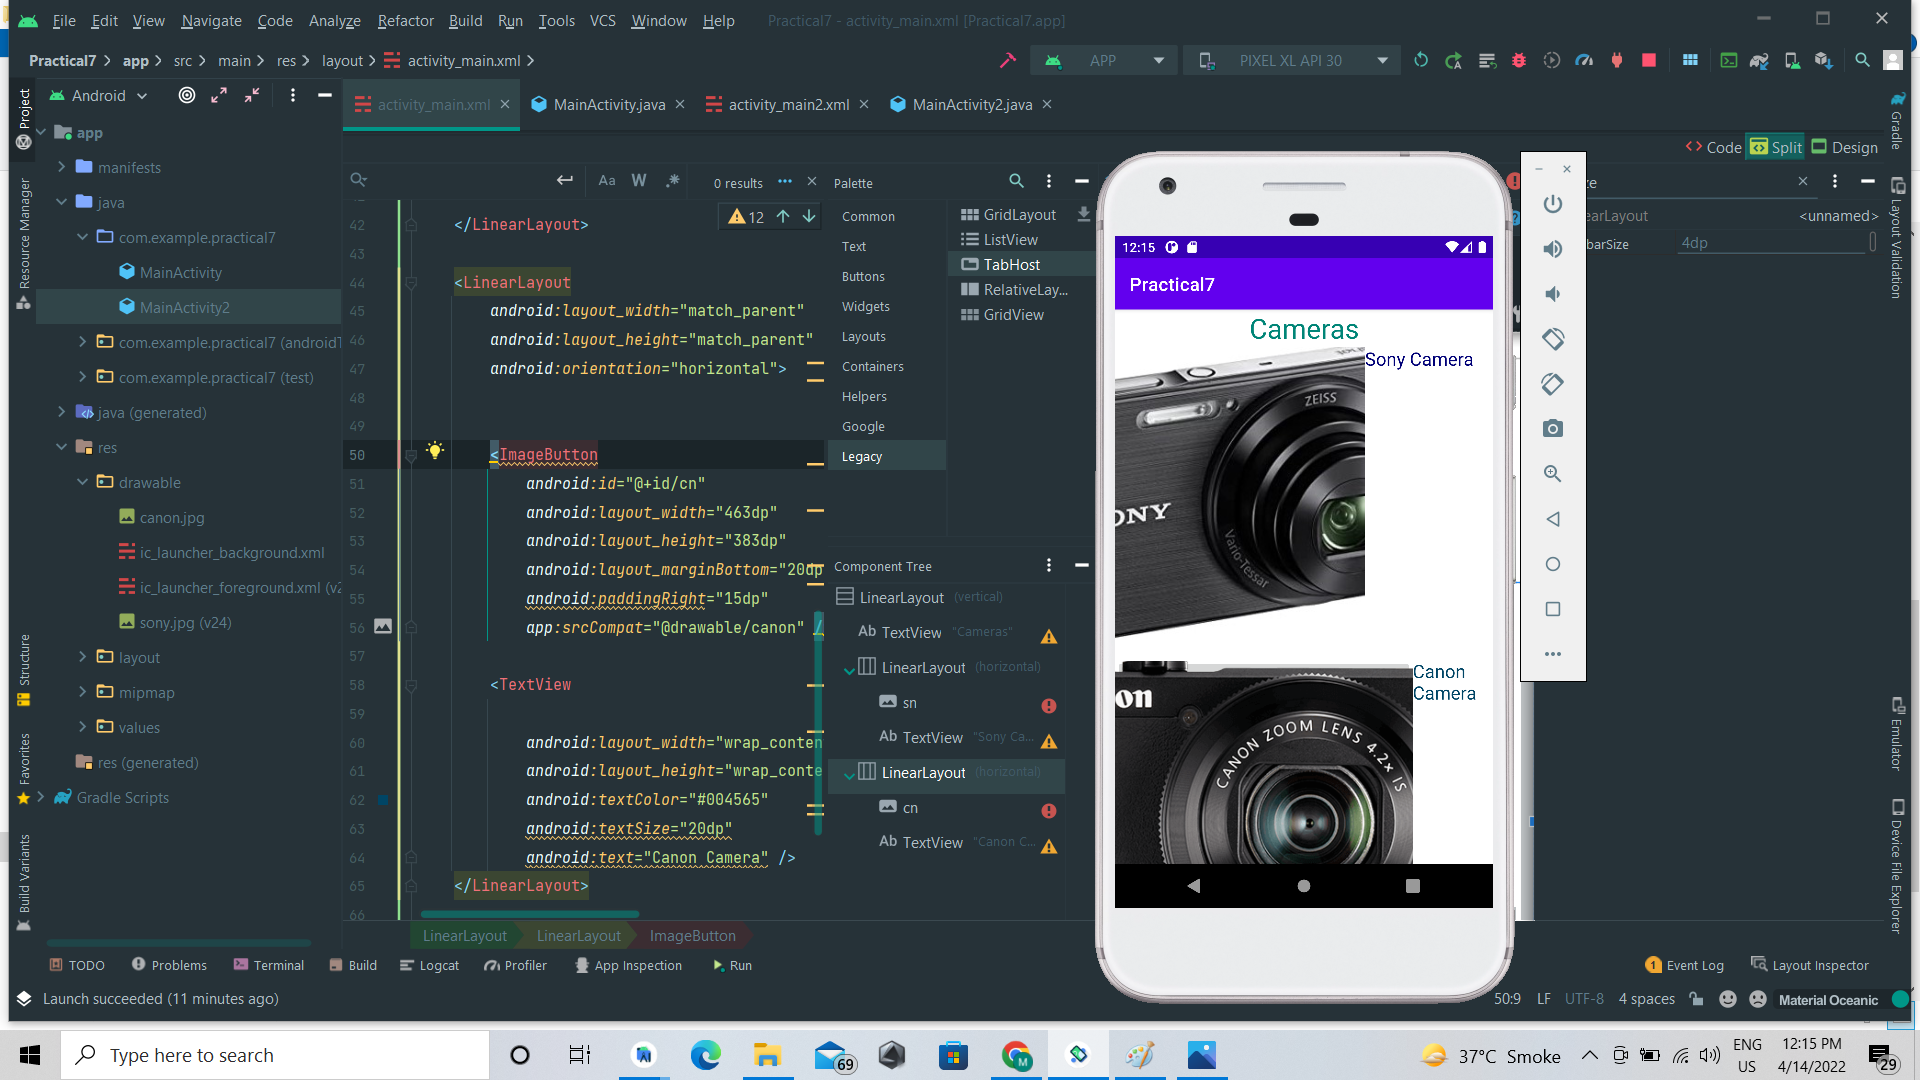 File Edit View Navigate Code Analyze Refactor Build Run Tools VCS Window Help Practical7 - activity_main.xml [Practical7.app]
Practical7 app src main res layout activity_main.xml
APP PIXEL XL API 30
Android
activity_main.xml MainActivity.java activity_main2.xml MainActivity2.java
Code Split Design
Project
Resource Manager
Structure
Favorites
Build Variants
app
manifests
java
com.example.practical7
MainActivity
MainActivity2
com.example.practical7 (androidT
com.example.practical7 (test)
java (generated)
res
drawable
canon.jpg
ic_launcher_background.xml
ic_launcher_foreground.xml (v2
sony.jpg (v24)
layout
mipmap
values
res (generated)
Gradle Scripts
Aa W .* 0 results
12
42 </LinearLayout>
43
44 <LinearLayout
45 android:layout_width="match_parent"
46 android:layout_height="match_parent"
47 android:orientation="horizontal">
48
49
50 <ImageButton
51 android:id="@+id/cn"
52 android:layout_width="463dp"
53 android:layout_height="383dp"
54 android:layout_marginBottom="20dp
55 android:paddingRight="15dp"
56 app:srcCompat="@drawable/canon" /
57
58 <TextView
59
60 android:layout_width="wrap_conten
61 android:layout_height="wrap_conte
62 android:textColor="#004565"
63 android:textSize="20dp"
64 android:text="Canon Camera" />
65 </LinearLayout>
66
LinearLayout LinearLayout ImageButton
Palette
Common
Text
Buttons
Widgets
Layouts
Containers
Helpers
Google
Legacy
GridLayout
ListView
TabHost
RelativeLay...
GridView
Component Tree
LinearLayout (vertical)
Ab TextView "Cameras"
LinearLayout (horizontal)
sn
Ab TextView "Sony Ca...
LinearLayout (horizontal)
cn
Ab TextView "Canon C...
12:15
Practical7
Cameras
Sony Camera
ZEISS
ONY
Vario-Tessar
Canon
Camera
on
CANON ZOOM LENS 4.2x IS
earLayout <unnamed>
barSize 4dp
Gradle
Layout Validation
Emulator
Device File Explorer
TODO Problems Terminal Build Logcat Profiler App Inspection Run
1 Event Log Layout Inspector
Launch succeeded (11 minutes ago)
50:9 LF UTF-8 4 spaces Material Oceanic
Type here to search
69
37°C Smoke
ENG
US
12:15 PM
4/14/2022
29